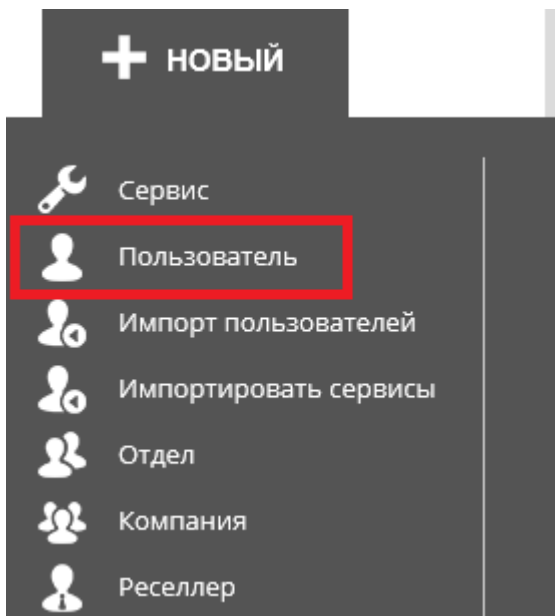 НОВЫЙ
Сервис
Пользователь
Импорт пользователей
Импортировать сервисы
Отдел
Компания
Реселлер